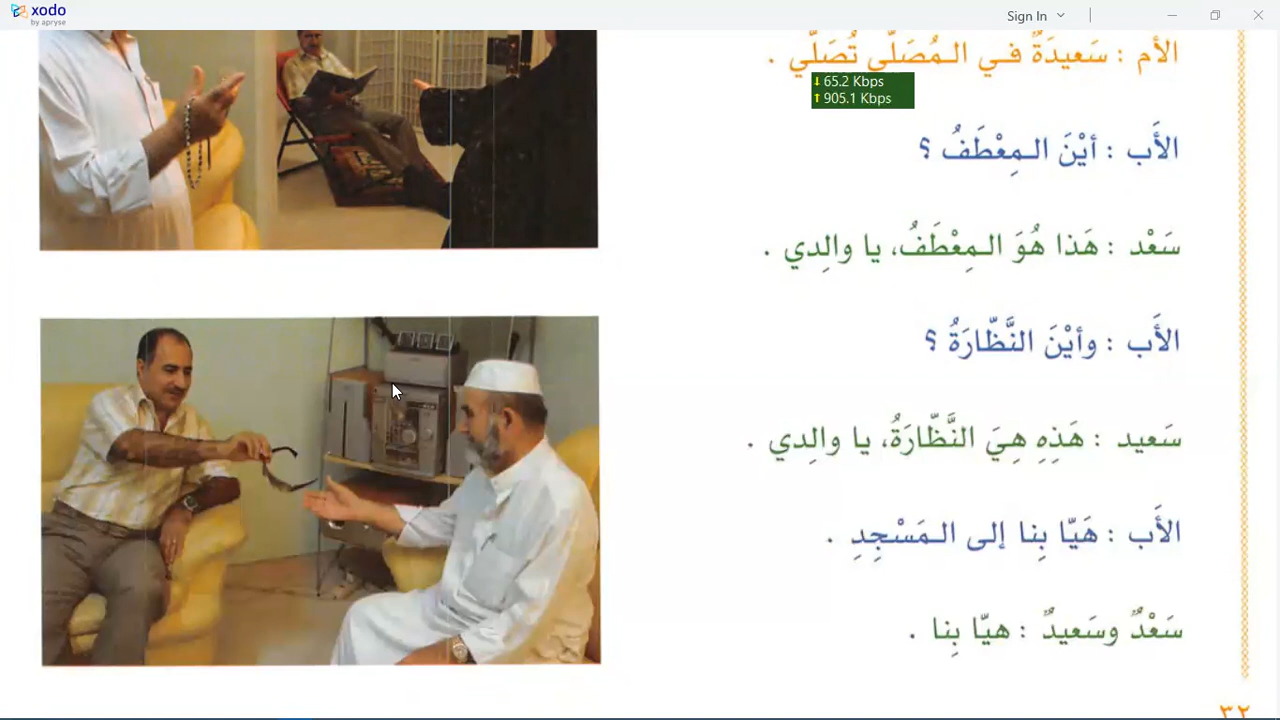 xodo
by apryse
Sign In
الأم : سَعيدَةٌ في الـمُصَلَّى تُصَلّي .
65.2 Kbps
905.1 Kbps
الأَب : أيْنَ الـمِعْطَفُ ؟
سَعْد : هَذا هُوَ الـمِعْطَفُ، يا والِدي .
الأَب : وأيْنَ النَّظّارَةُ ؟
سَعيد : هَذِهِ هِيَ النَّظّارَةُ، يا والِدي .
الأَب : هَيّا بِنا إلى الـمَسْجِدِ .
سَعْدٌ وسَعيدٌ : هيّا بِنا .
٣٢